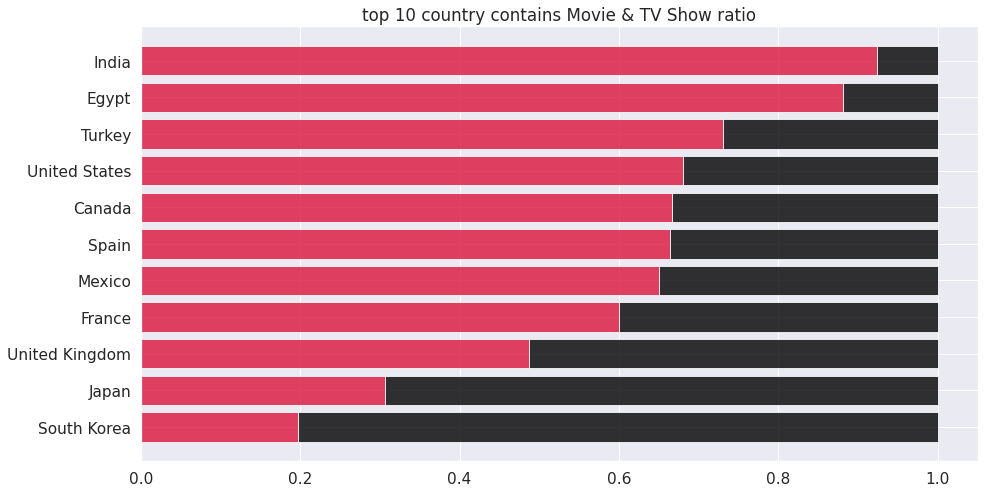 top 10 country contains Movie & TV Show ratio
India
Egypt
Turkey
United States
Canada
Spain
Mexico
France
United Kingdom
Japan
South Korea
0.0 0.2 0.4 0.6 0.8 1.0